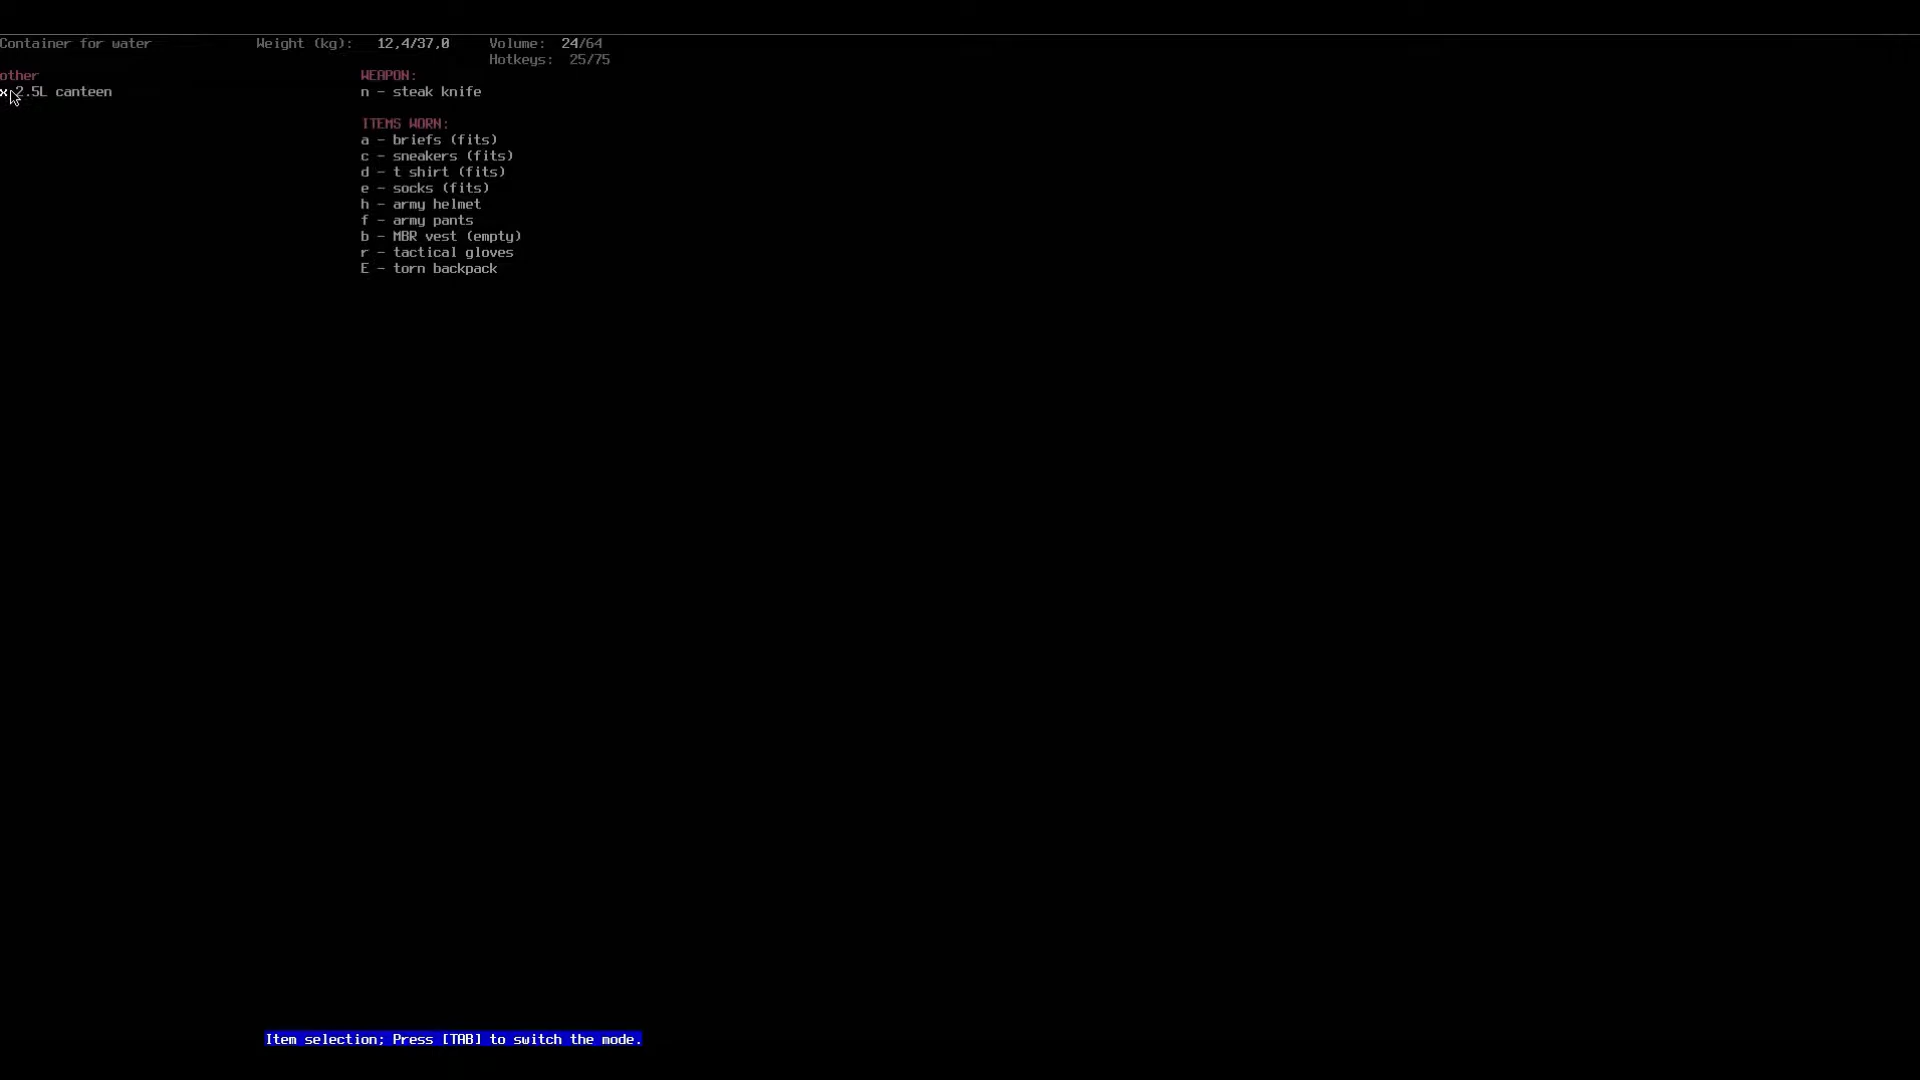 Container for water Weight (kg): 12,4/37,0 Volume: 24/64
Hotkeys: 25/75
other
x 2.5L canteen
WEAPON:
n - steak knife
ITEMS WORN:
a - briefs (fits)
c - sneakers (fits)
d - t shirt (fits)
e - socks (fits)
h - army helmet
f - army pants
b - MBR vest (empty)
r - tactical gloves
E - torn backpack
Item selection; Press [TAB] to switch the mode.